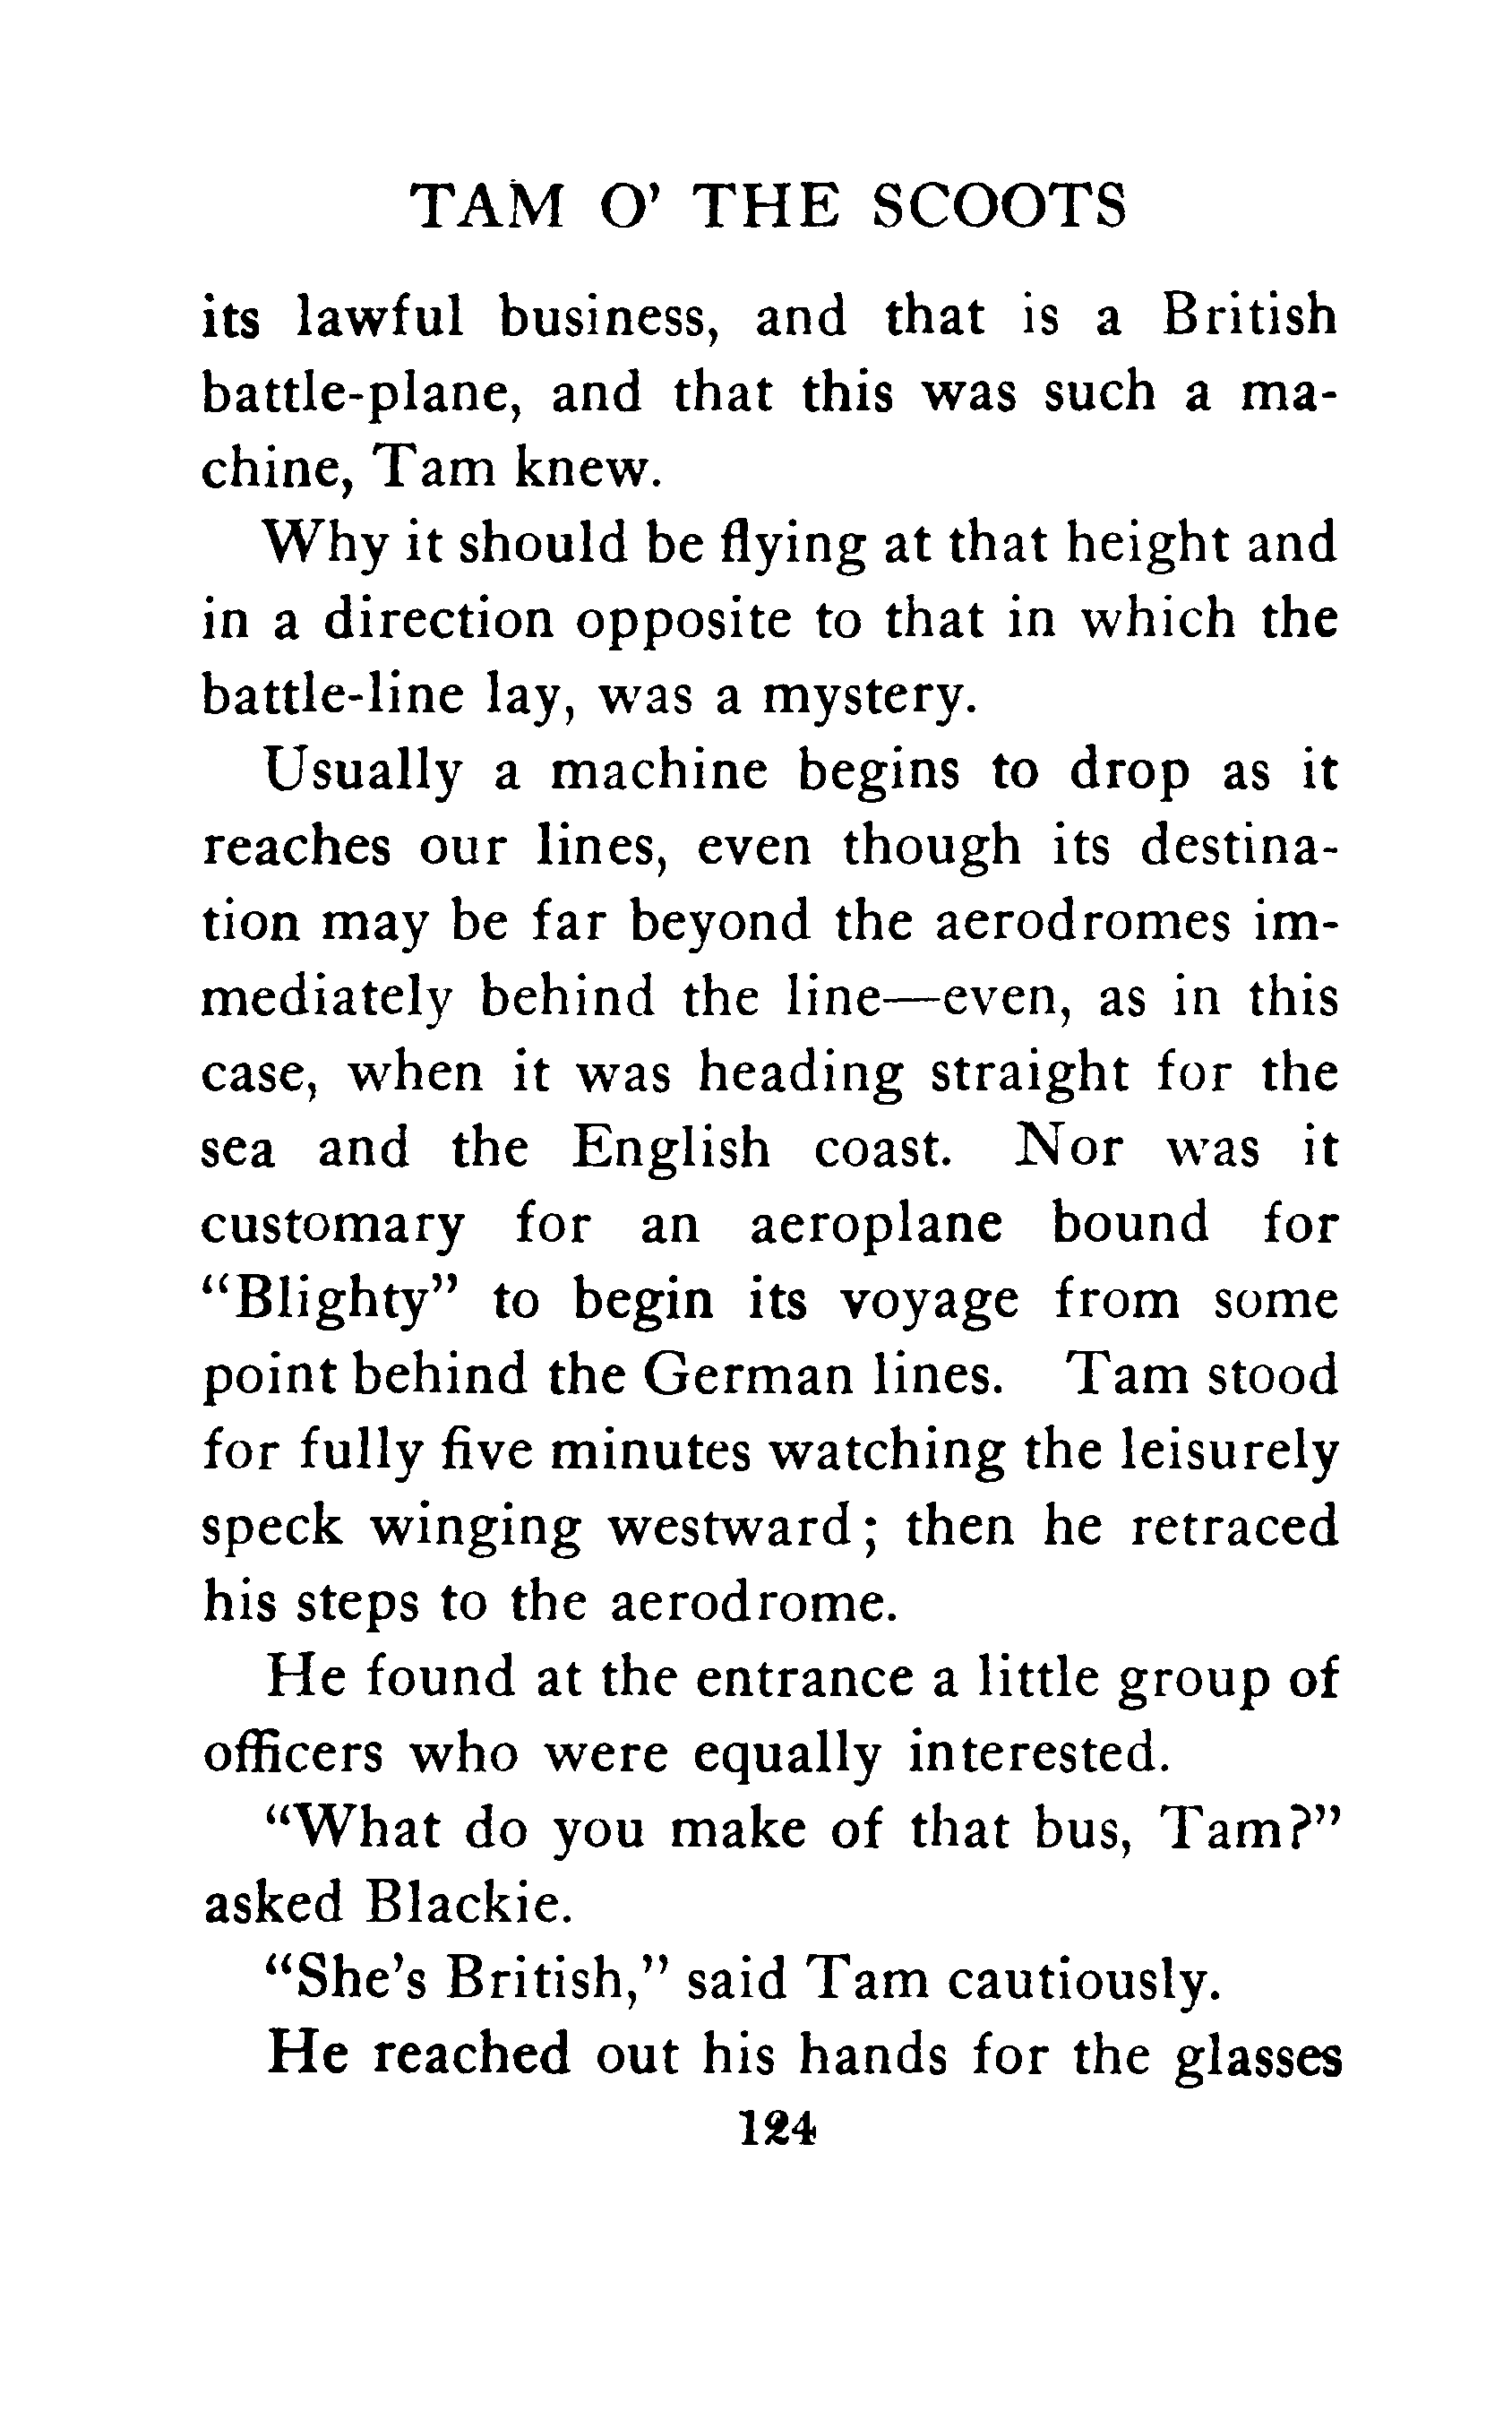 TAM O' THE SCOOTS
its lawful business, and that is a British
battle-plane, and that this was such a ma-
chine, Tam knew.
Why it should be flying at that height and
in a direction opposite to that in which the
battle-line lay, was a mystery.
Usually a machine begins to drop as it
reaches our lines, even though its destina-
tion may be far beyond the aerodromes im-
mediately behind the line—even, as in this
case, when it was heading straight for the
sea and the English coast. Nor was it
customary for an aeroplane bound for
"Blighty" to begin its voyage from some
point behind the German lines. Tam stood
for fully five minutes watching the leisurely
speck winging westward; then he retraced
his steps to the aerodrome.
He found at the entrance a little group of
officers who were equally interested.
"What do you make of that bus, Tam?"
asked Blackie.
"She's British," said Tam cautiously.
He reached out his hands for the glasses
124